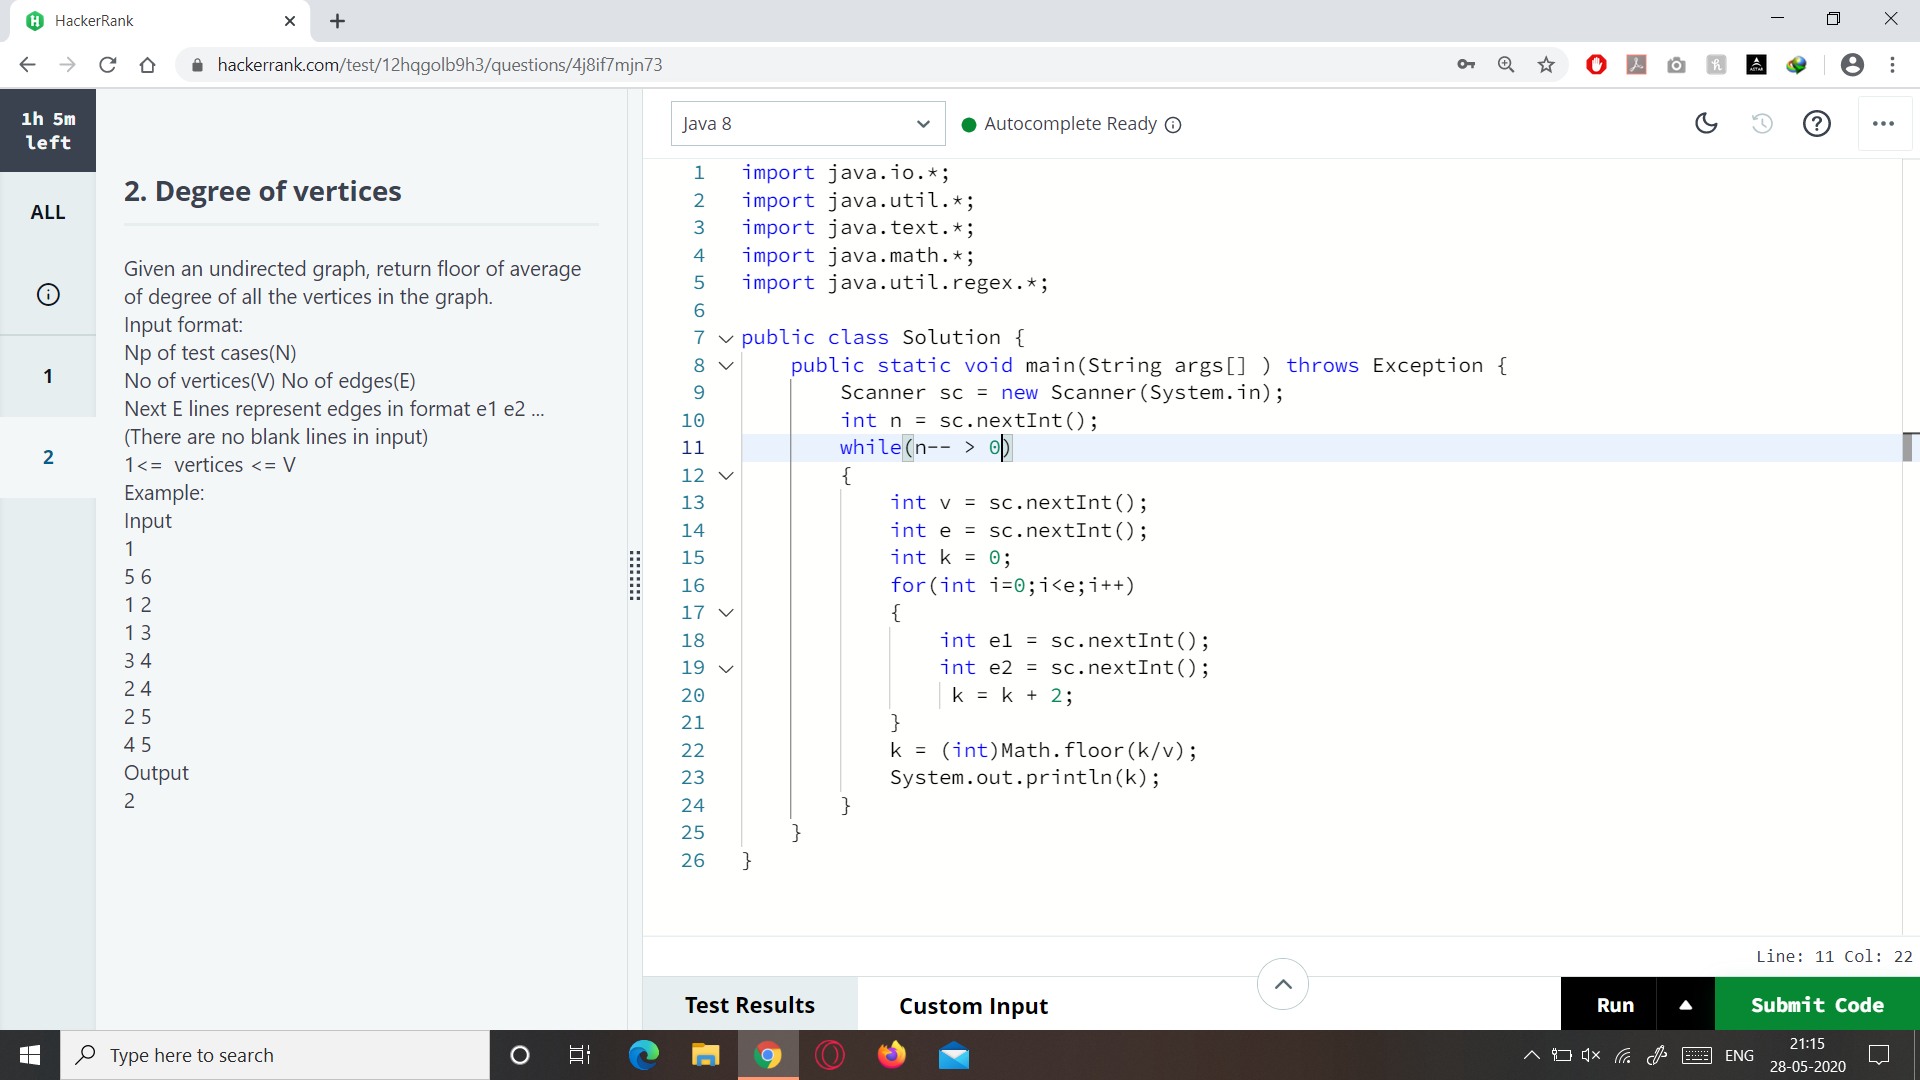 HackerRank
hackerrank.com/test/12hqgolb9h3/questions/4j8if7mjn73
1h 5m
left
ALL
1
2
2. Degree of vertices
Given an undirected graph, return floor of average
of degree of all the vertices in the graph.
Input format:
Np of test cases(N)
No of vertices(V) No of edges(E)
Next E lines represent edges in format e1 e2 ...
(There are no blank lines in input)
1<=  vertices <= V
Example:
Input
1
5 6
1 2
1 3
3 4
2 4
2 5
4 5
Output
2
Java 8
Autocomplete Ready
1 import java.io.*;
2 import java.util.*;
3 import java.text.*;
4 import java.math.*;
5 import java.util.regex.*;
6
7 public class Solution {
8 public static void main(String args[] ) throws Exception {
9 Scanner sc = new Scanner(System.in);
10 int n = sc.nextInt();
11 while(n-- > 0)
12 {
13 int v = sc.nextInt();
14 int e = sc.nextInt();
15 int k = 0;
16 for(int i=0;i<e;i++)
17 {
18 int e1 = sc.nextInt();
19 int e2 = sc.nextInt();
20 k = k + 2;
21 }
22 k = (int)Math.floor(k/v);
23 System.out.println(k);
24 }
25 }
26 }
Line: 11 Col: 22
Test Results
Custom Input
Run
Submit Code
Type here to search
ENG
21:15
28-05-2020